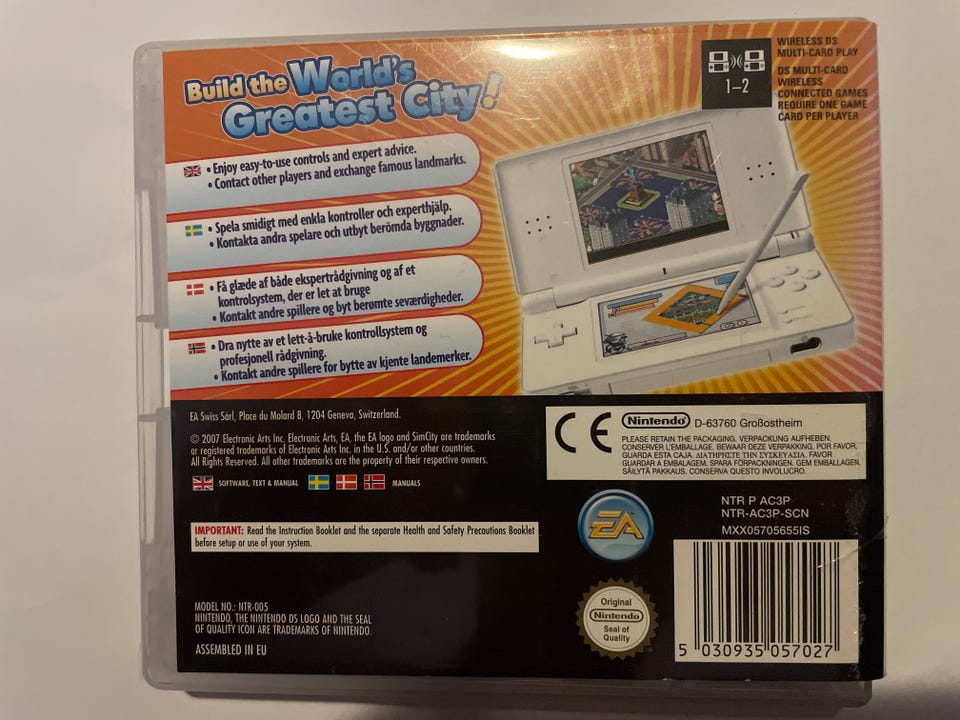 Build the World's
Greatest City!
1-2
WIRELESS DS
MULTI-CARD PLAY
DS MULTI-CARD
WIRELESS
CONNECTED GAMES
REQUIRE ONE GAME
CARD PER PLAYER
• Enjoy easy-to-use controls and expert advice.
• Contact other players and exchange famous landmarks.
• Spela smidigt med enkla kontroller och experthjälp.
• Kontakta andra spelare och utbyt berömda byggnader.
• Få glæde af både ekspertrådgivning og af et
kontrolsystem, der er let at bruge
• Kontakt andre spillere og byt berømte seværdigheder.
• Dra nytte av et lett-å-bruke kontrollsystem og
profesjonell rådgivning.
• Kontakt andre spillere for bytte av kjente landemerker.
EA Swiss Sàrl, Place du Molard 8, 1204 Geneva, Switzerland.
© 2007 Electronic Arts Inc. Electronic Arts, EA, the EA logo and SimCity are trademarks
or registered trademarks of Electronic Arts Inc. in the U.S. and/or other countries.
All Rights Reserved. All other trademarks are the property of their respective owners.
SOFTWARE, TEXT & MANUAL MANUALS
IMPORTANT: Read the Instruction Booklet and the separate Health and Safety Precautions Booklet
before setup or use of your system.
MODEL NO.: NTR-005
NINTENDO, THE NINTENDO DS LOGO AND THE SEAL
OF QUALITY ICON ARE TRADEMARKS OF NINTENDO.
ASSEMBLED IN EU
CE Nintendo D-63760 Großostheim
PLEASE RETAIN THE PACKAGING. VERPACKUNG AUFHEBEN.
CONSERVER L'EMBALLAGE. BEWAAR DEZE VERPAKKING. POR FAVOR,
GUARDA ESTA CAJA. ΔΙΑΤΗΡΗΣΤΕ ΤΗΝ ΣΥΣΚΕΥΑΣΙΑ. FAVOR
GUARDAR A EMBALAGEM. SPARA FÖRPACKNINGEN. GEM EMBALLAGEN.
SÄILYTÄ PAKKAUS. CONSERVA QUESTO INVOLUCRO.
EA
NTR P AC3P
NTR-AC3P-SCN
MXX05705655IS
Original
Nintendo
Seal of
Quality
5 030935 057027